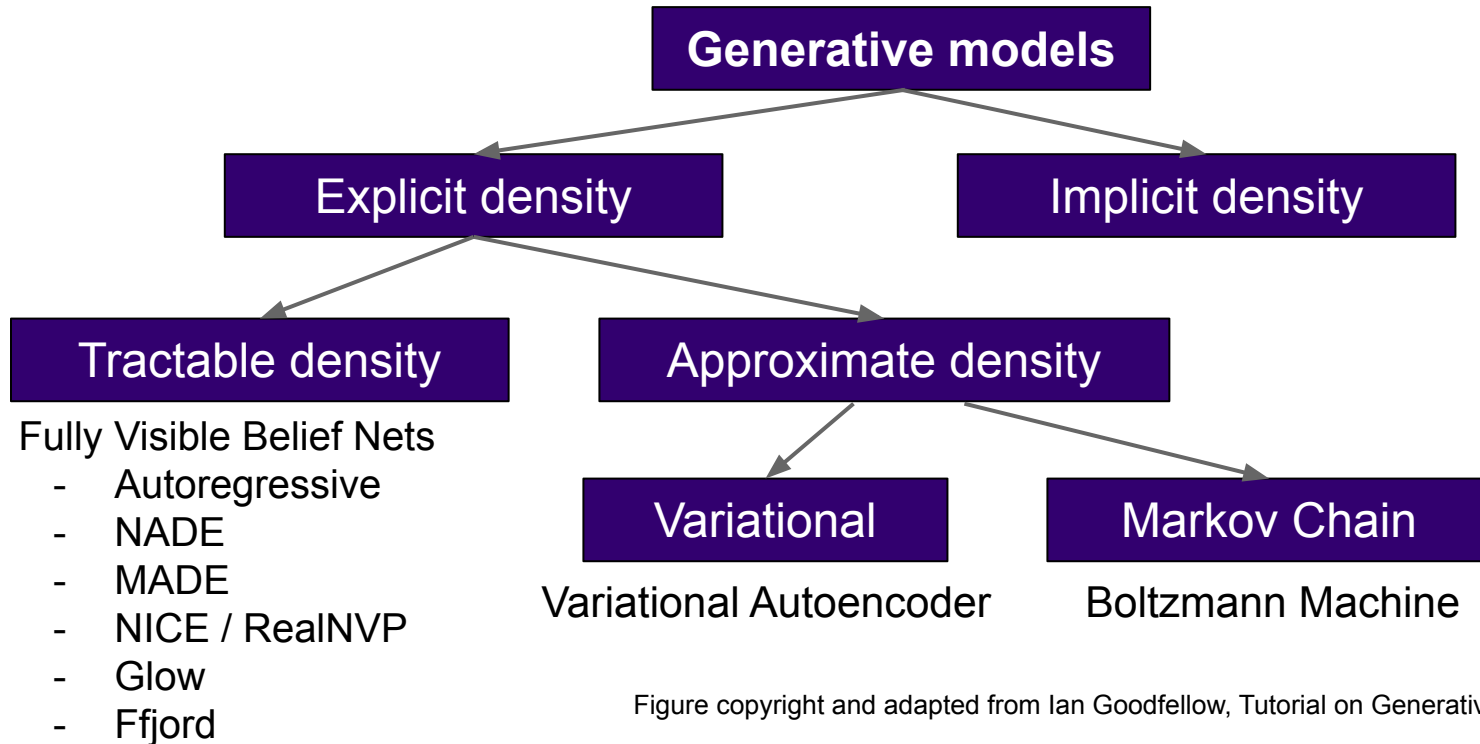 Generative models
Explicit density
Implicit density
Tractable density
Approximate density
Fully Visible Belief Nets
- Autoregressive
- NADE
- MADE
- NICE / RealNVP
- Glow
- Ffjord
Variational
Markov Chain
Variational Autoencoder
Boltzmann Machine
Figure copyright and adapted from Ian Goodfellow, Tutorial on Generativ